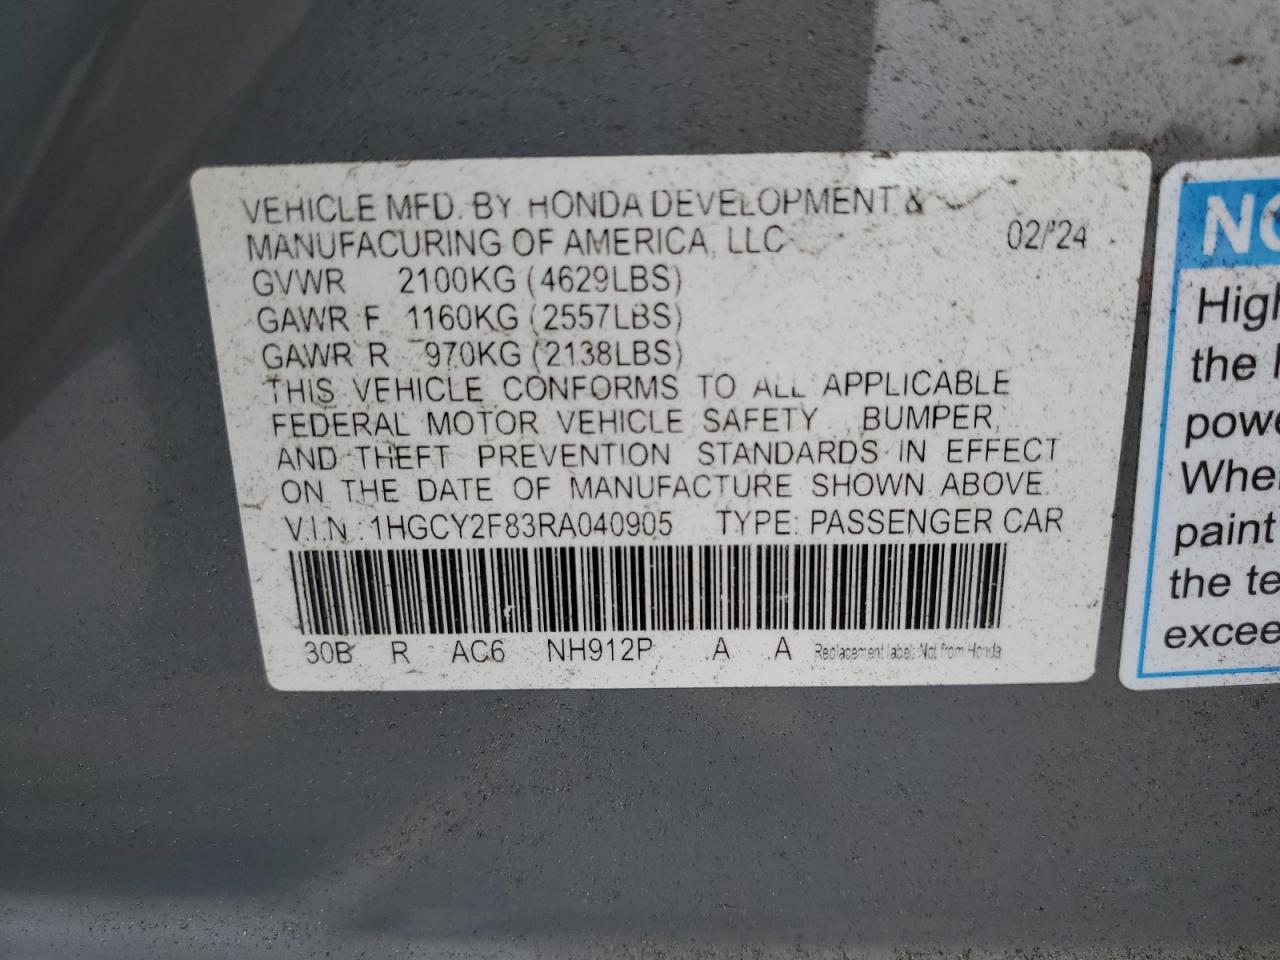 VEHICLE MFD. BY HONDA DEVELOPMENT &
MANUFACURING OF AMERICA, LLC 02/'24
GVWR 2100KG (4629LBS)
GAWR F 1160KG (2557LBS)
GAWR R 970KG (2138LBS)
THIS VEHICLE CONFORMS TO ALL APPLICABLE
FEDERAL MOTOR VEHICLE SAFETY, BUMPER,
AND THEFT PREVENTION STANDARDS IN EFFECT
ON THE DATE OF MANUFACTURE SHOWN ABOVE.
V.I.N.: 1HGCY2F83RA040905 TYPE: PASSENGER CAR
30B R AC6 NH912P A A Replacement label: Not from Honda
NO
High
the
powe
When
paint
the te
excee